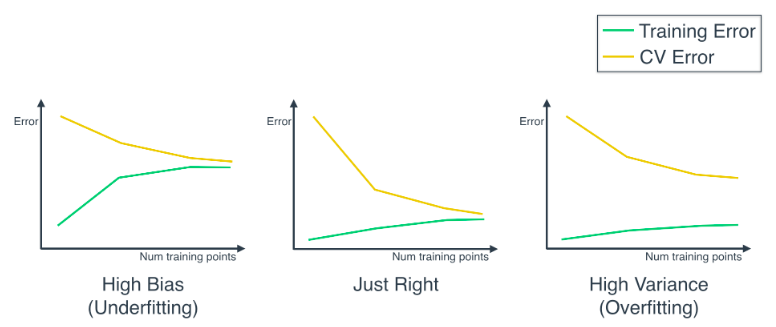 Training Error
CV Error
Error
Num training points
High Bias
(Underfitting)
Error
Num training points
Just Right
Error
Num training points
High Variance
(Overfitting)